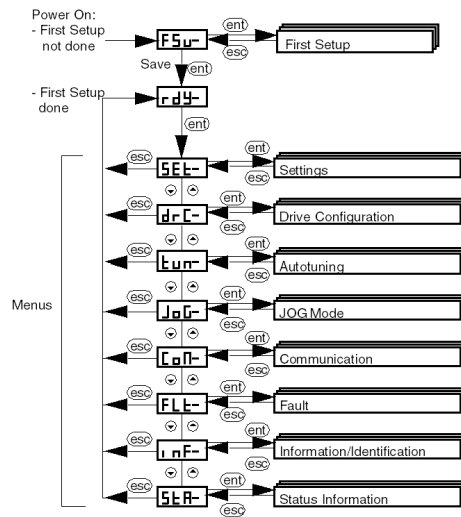 Power On:
- First Setup
not done
FSu-
ent
esc
First Setup
Save
ent
- First Setup
done
rdY-
ent
Menus
esc
SEt-
ent
esc
Settings
esc
drC-
ent
esc
Drive Configuration
esc
tun-
ent
esc
Autotuning
esc
JoG-
ent
esc
JOG Mode
esc
CoM-
ent
esc
Communication
esc
FLt-
ent
esc
Fault
esc
inF-
ent
esc
Information/Identification
esc
StA-
ent
esc
Status Information